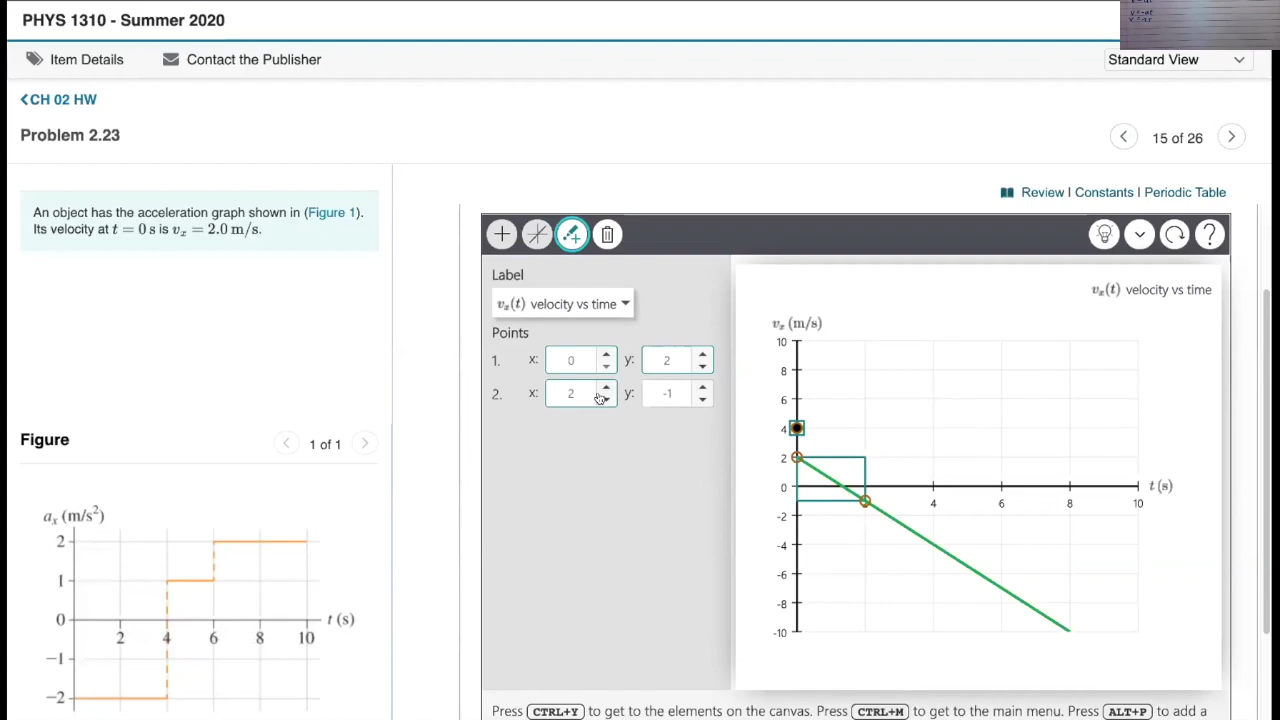 PHYS 1310 - Summer 2020
Item Details
Contact the Publisher
Standard View
CH 02 HW
Problem 2.23
15 of 26
Review | Constants | Periodic Table
An object has the acceleration graph shown in (Figure 1).
Its velocity at t = 0 s is vₓ = 2.0 m/s.
Figure
1 of 1
aₓ (m/s²)
2
1
0
−1
−2
2 4 6 8 10
t (s)
Label
vₓ(t) velocity vs time
Points
1. x: 0 y: 2
2. x: 2 y: -1
?
vₓ(t) velocity vs time
vₓ (m/s)
10
8
6
4
2
0
-2
-4
-6
-8
-10
4 6 8 10
t (s)
Press CTRL+Y to get to the elements on the canvas. Press CTRL+M to get to the main menu. Press ALT+P to add a